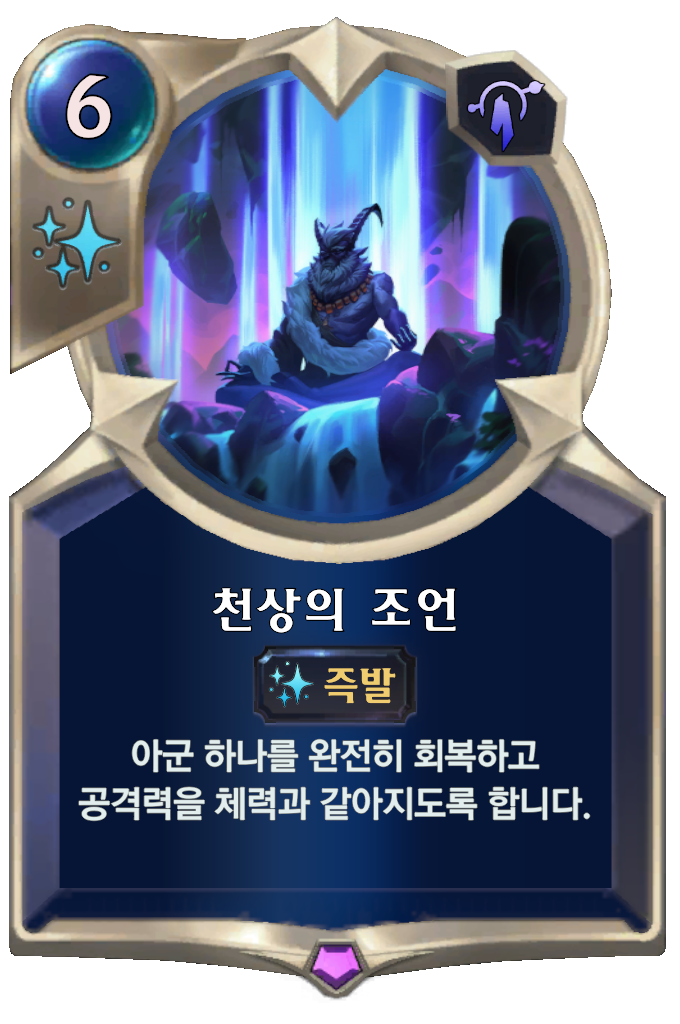 6
천상의 조언
즉발
아군 하나를 완전히 회복하고
공격력을 체력과 같아지도록 합니다.